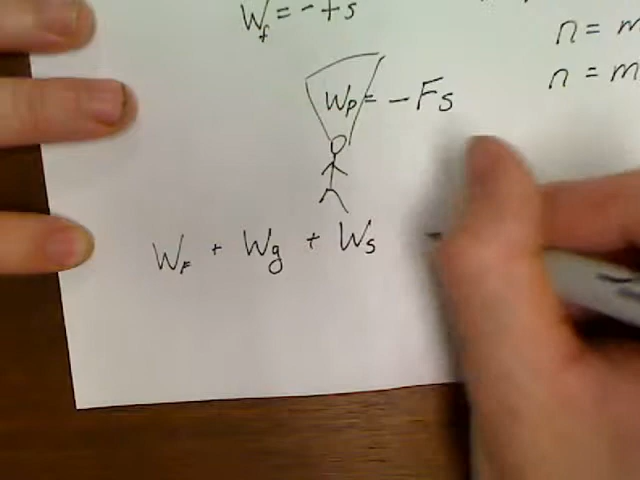 W_f = - fs
n = m
n = m
W_p = - Fs
W_F + W_g + W_s